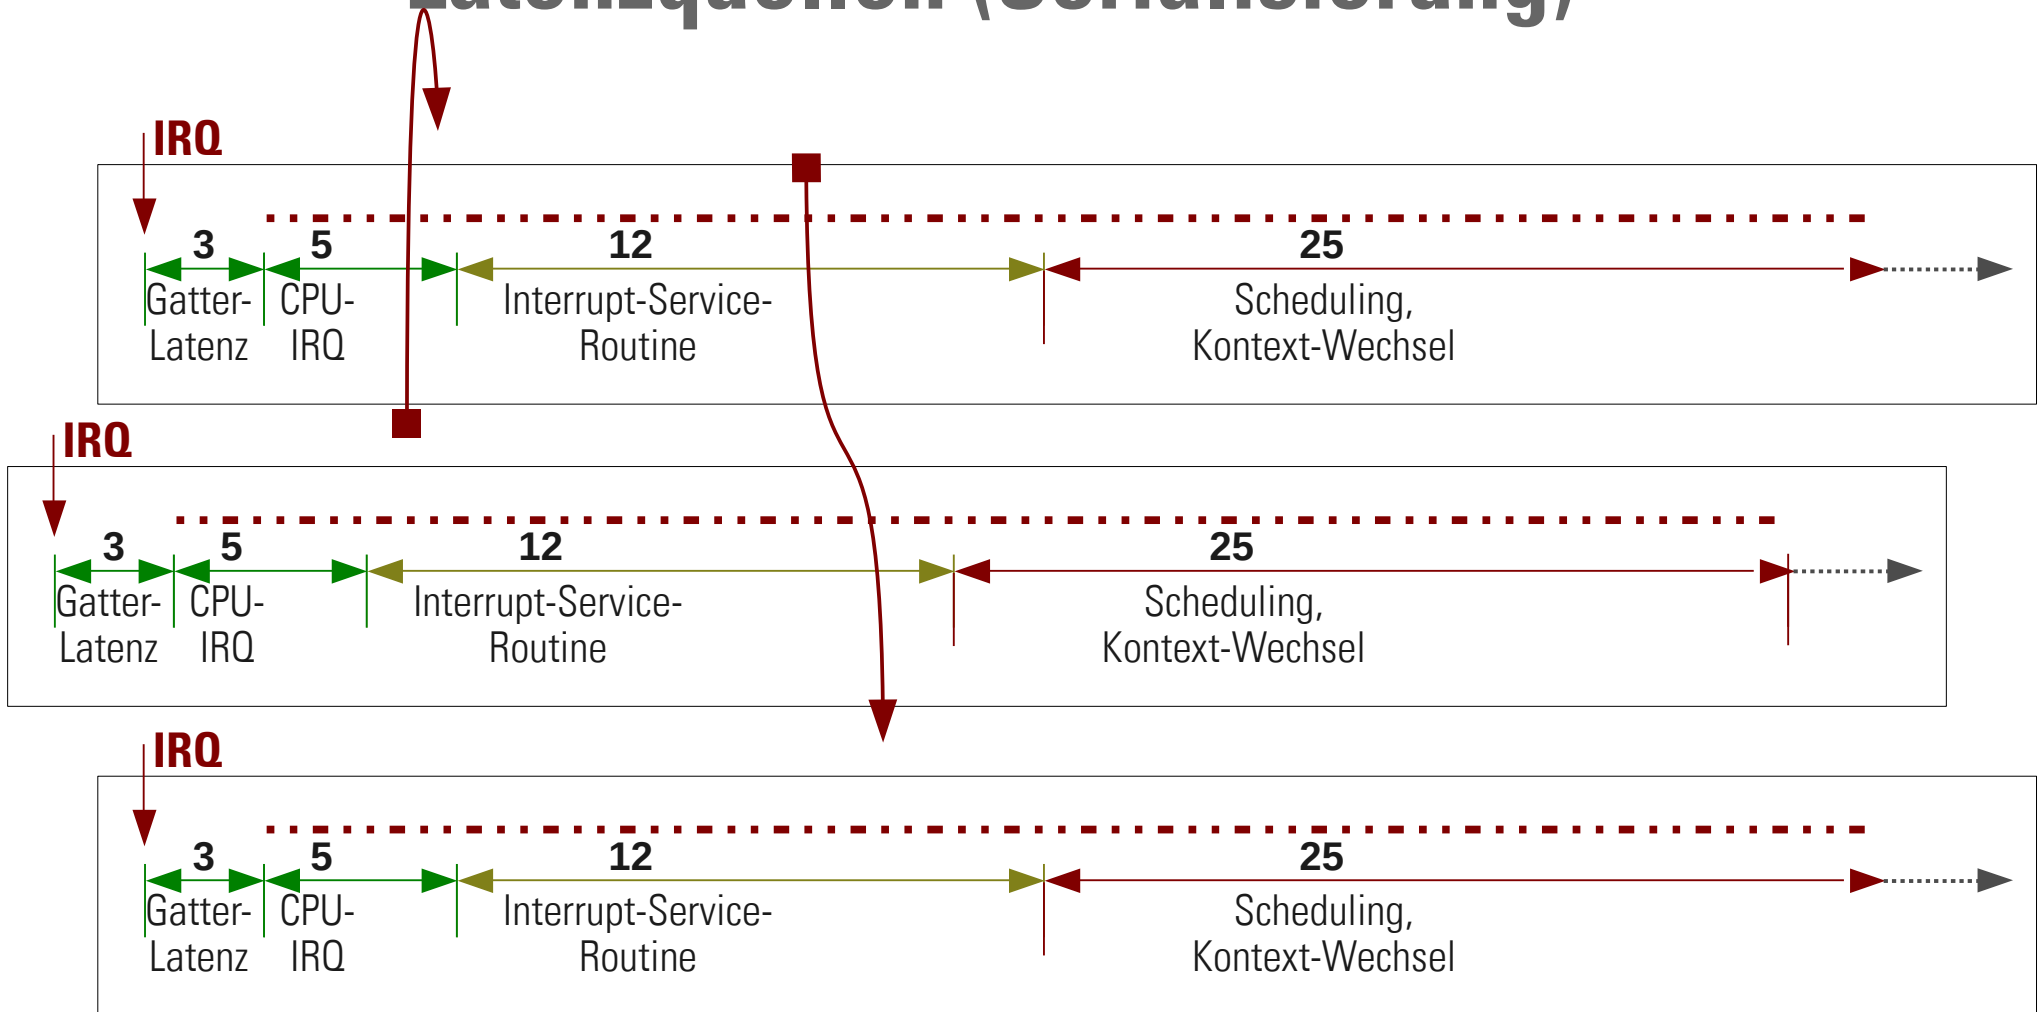 Latenzquellen (Serialisierung)
IRQ
3 5 12 25
Gatter- CPU- Interrupt-Service- Scheduling,
Latenz IRQ Routine Kontext-Wechsel
IRQ
3 5 12 25
Gatter- CPU- Interrupt-Service- Scheduling,
Latenz IRQ Routine Kontext-Wechsel
IRQ
3 5 12 25
Gatter- CPU- Interrupt-Service- Scheduling,
Latenz IRQ Routine Kontext-Wechsel